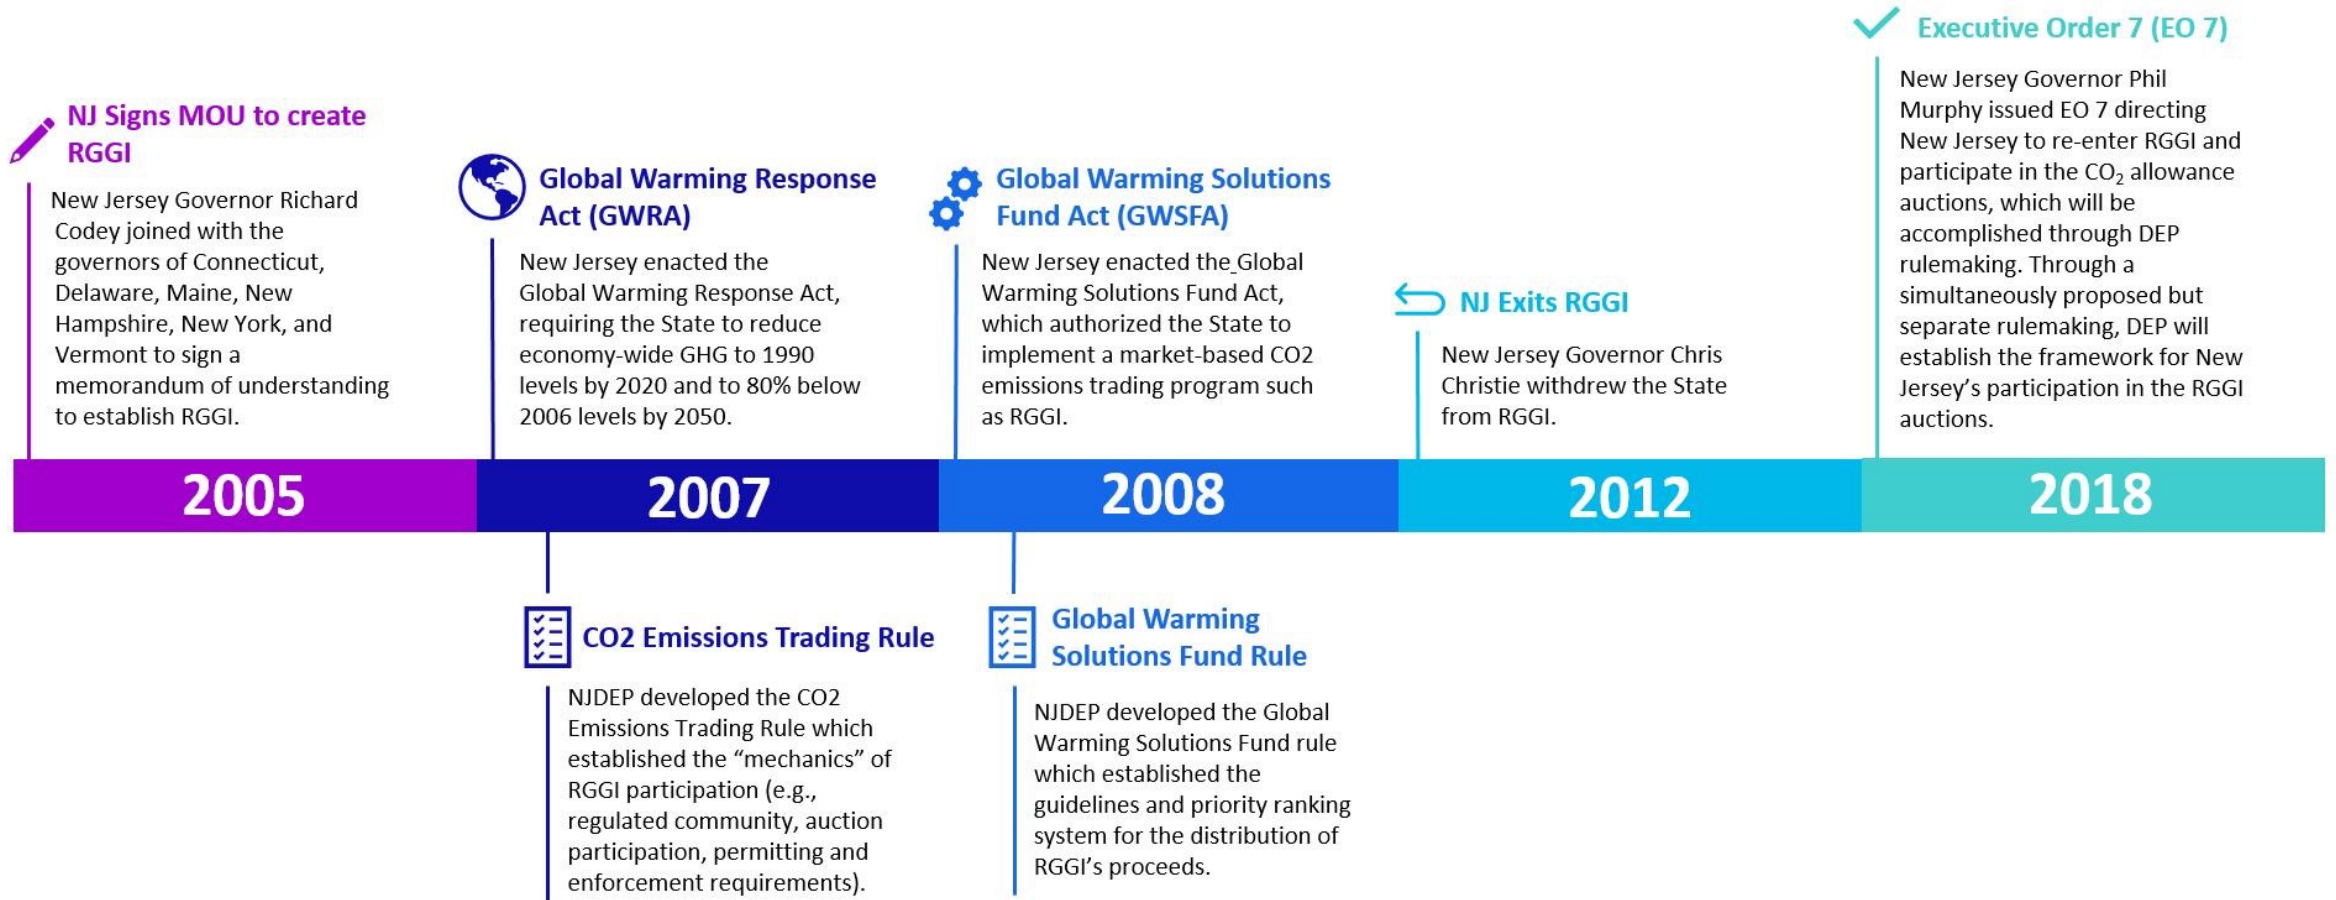 NJ Signs MOU to create
RGGI
New Jersey Governor Richard
Codey joined with the
governors of Connecticut,
Delaware, Maine, New
Hampshire, New York, and
Vermont to sign a
memorandum of understanding
to establish RGGI.
2005
Global Warming Response
Act (GWRA)
New Jersey enacted the
Global Warming Response Act,
requiring the State to reduce
economy-wide GHG to 1990
levels by 2020 and to 80% below
2006 levels by 2050.
2007
CO2 Emissions Trading Rule
NJDEP developed the CO2
Emissions Trading Rule which
established the “mechanics” of
RGGI participation (e.g.,
regulated community, auction
participation, permitting and
enforcement requirements).
Global Warming Solutions
Fund Act (GWSFA)
New Jersey enacted the Global
Warming Solutions Fund Act,
which authorized the State to
implement a market-based CO2
emissions trading program such
as RGGI.
2008
Global Warming
Solutions Fund Rule
NJDEP developed the Global
Warming Solutions Fund rule
which established the
guidelines and priority ranking
system for the distribution of
RGGI’s proceeds.
NJ Exits RGGI
New Jersey Governor Chris
Christie withdrew the State
from RGGI.
2012
Executive Order 7 (EO 7)
New Jersey Governor Phil
Murphy issued EO 7 directing
New Jersey to re-enter RGGI and
participate in the CO₂ allowance
auctions, which will be
accomplished through DEP
rulemaking. Through a
simultaneously proposed but
separate rulemaking, DEP will
establish the framework for New
Jersey’s participation in the RGGI
auctions.
2018